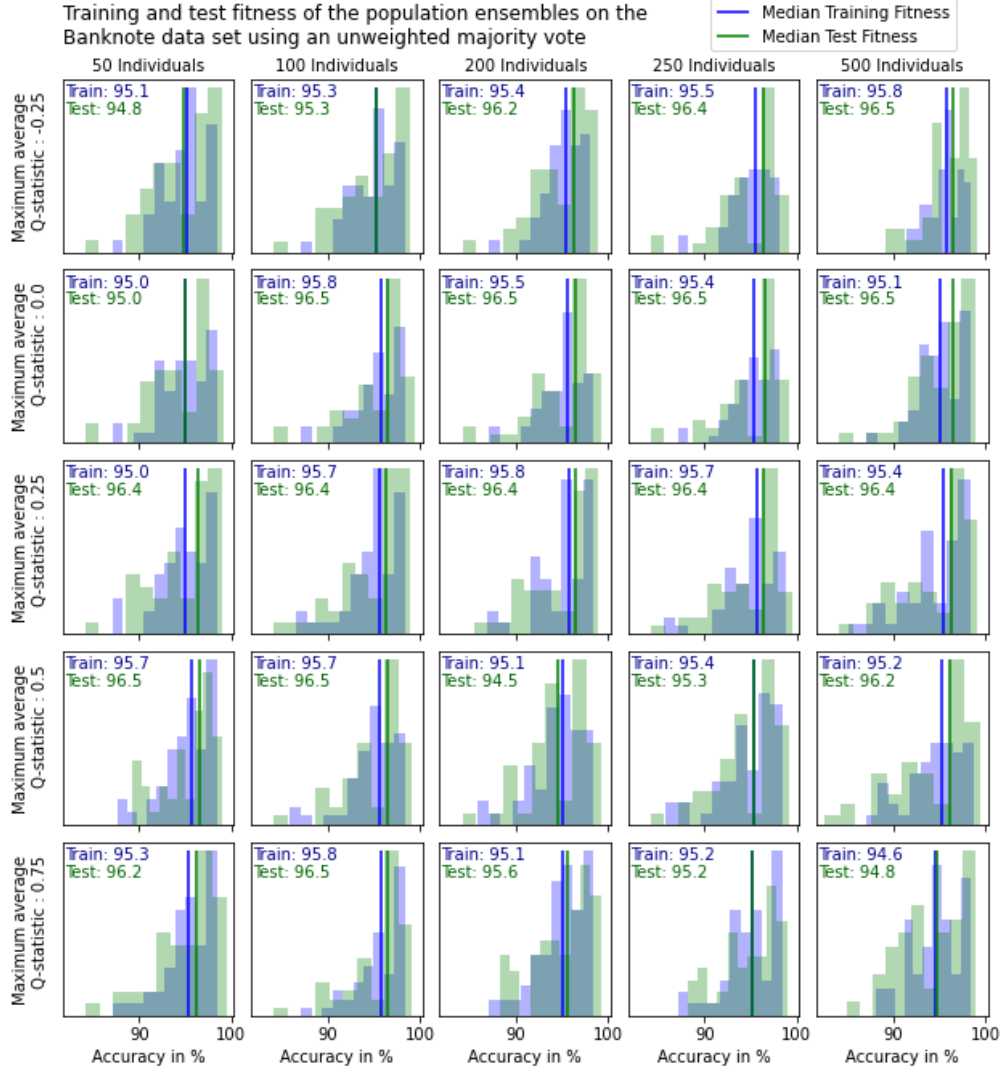 Training and test fitness of the population ensembles on the
Banknote data set using an unweighted majority vote
Median Training Fitness
Median Test Fitness
50 Individuals
100 Individuals
200 Individuals
250 Individuals
500 Individuals
Maximum average
Q-statistic : -0.25
Train: 95.1
Test: 94.8
Train: 95.3
Test: 95.3
Train: 95.4
Test: 96.2
Train: 95.5
Test: 96.4
Train: 95.8
Test: 96.5
Maximum average
Q-statistic : 0.0
Train: 95.0
Test: 95.0
Train: 95.8
Test: 96.5
Train: 95.5
Test: 96.5
Train: 95.4
Test: 96.5
Train: 95.1
Test: 96.5
Maximum average
Q-statistic : 0.25
Train: 95.0
Test: 96.4
Train: 95.7
Test: 96.4
Train: 95.8
Test: 96.4
Train: 95.7
Test: 96.4
Train: 95.4
Test: 96.4
Maximum average
Q-statistic : 0.5
Train: 95.7
Test: 96.5
Train: 95.7
Test: 96.5
Train: 95.1
Test: 94.5
Train: 95.4
Test: 95.3
Train: 95.2
Test: 96.2
Maximum average
Q-statistic : 0.75
Train: 95.3
Test: 96.2
Train: 95.8
Test: 96.5
Train: 95.1
Test: 95.6
Train: 95.2
Test: 95.2
Train: 94.6
Test: 94.8
90 100
90 100
90 100
90 100
90 100
Accuracy in %
Accuracy in %
Accuracy in %
Accuracy in %
Accuracy in %